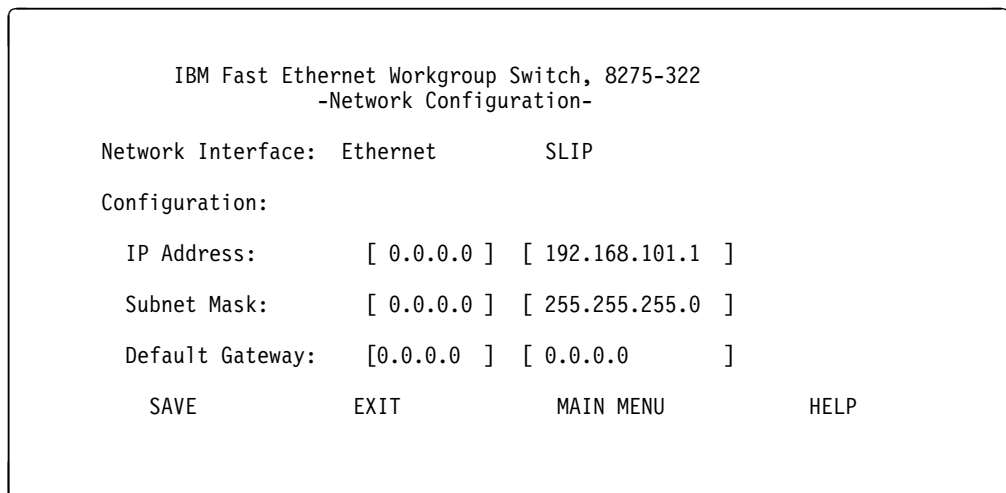 IBM Fast Ethernet Workgroup Switch, 8275-322
-Network Configuration-
Network Interface: Ethernet SLIP
Configuration:
IP Address: [ 0.0.0.0 ] [ 192.168.101.1 ]
Subnet Mask: [ 0.0.0.0 ] [ 255.255.255.0 ]
Default Gateway: [0.0.0.0 ] [ 0.0.0.0 ]
SAVE EXIT MAIN MENU HELP